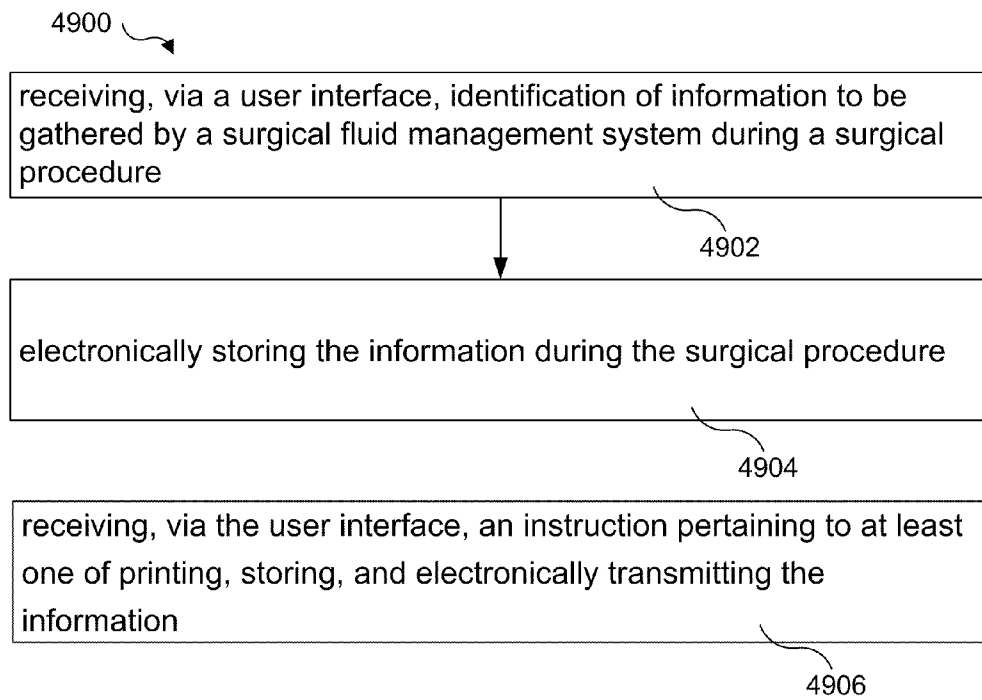 4900
receiving, via a user interface, identification of information to be
gathered by a surgical fluid management system during a surgical
procedure
4902
electronically storing the information during the surgical procedure
4904
receiving, via the user interface, an instruction pertaining to at least
one of printing, storing, and electronically transmitting the
information
4906